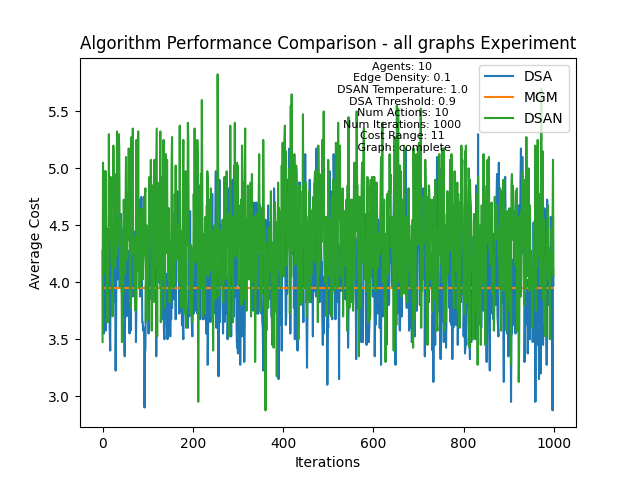 Algorithm Performance Comparison - all graphs Experiment
Agents: 10
Edge Density: 0.1
DSAN Temperature: 1.0
DSA Threshold: 0.9
Num Actions: 10
Num Iterations: 1000
Cost Range: 11
Graph: complete
DSA
MGM
DSAN
Average Cost
5.5
5.0
4.5
4.0
3.5
3.0
0
200
400
600
800
1000
Iterations